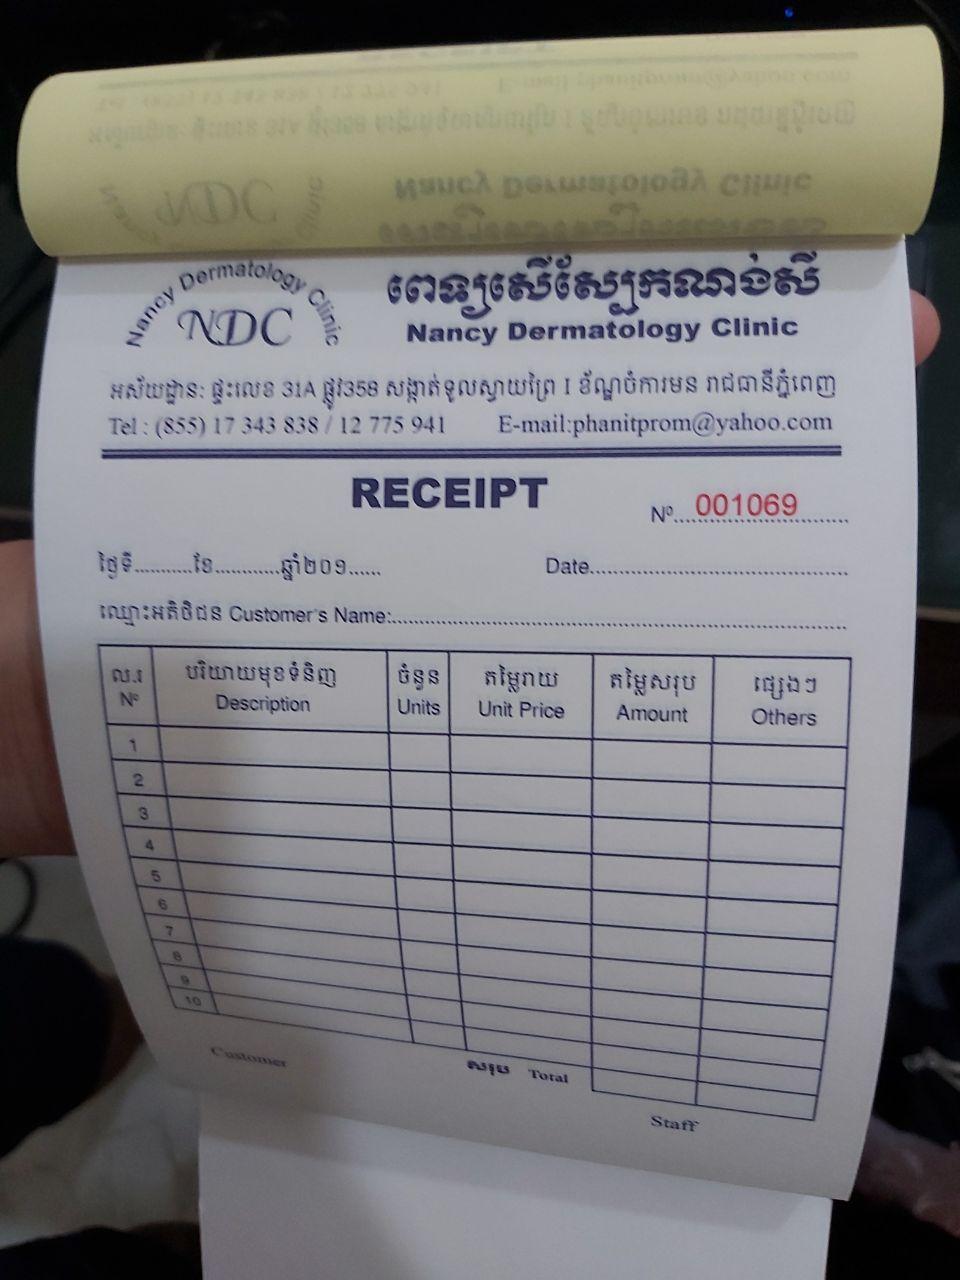 Nancy Dermatology Clinic
NDC
ពេទ្យសើស្បែកណង់សី
Nancy Dermatology Clinic
អស័យដ្ឋាន: ផ្ទះលេខ 31A ផ្លូវ358 សង្កាត់ទួលស្វាយព្រៃ I ខ័ណ្ឌចំការមន រាជធានីភ្នំពេញ
Tel : (855) 17 343 838 / 12 775 941 E-mail:phanitprom@yahoo.com
RECEIPT
Nº 001069
ថ្ងៃទី...........ខែ............ឆ្នាំ២០១...... Date
ឈ្មោះអតិថិជន Customer's Name:
ល.រ បរិយាយមុខទំនិញ ចំនួន តម្លៃរាយ តម្លៃសរុប ផ្សេងៗ
Nº Description Units Unit Price Amount Others
1
2
3
4
5
6
7
8
9
10
Customer សរុប Total
Staff